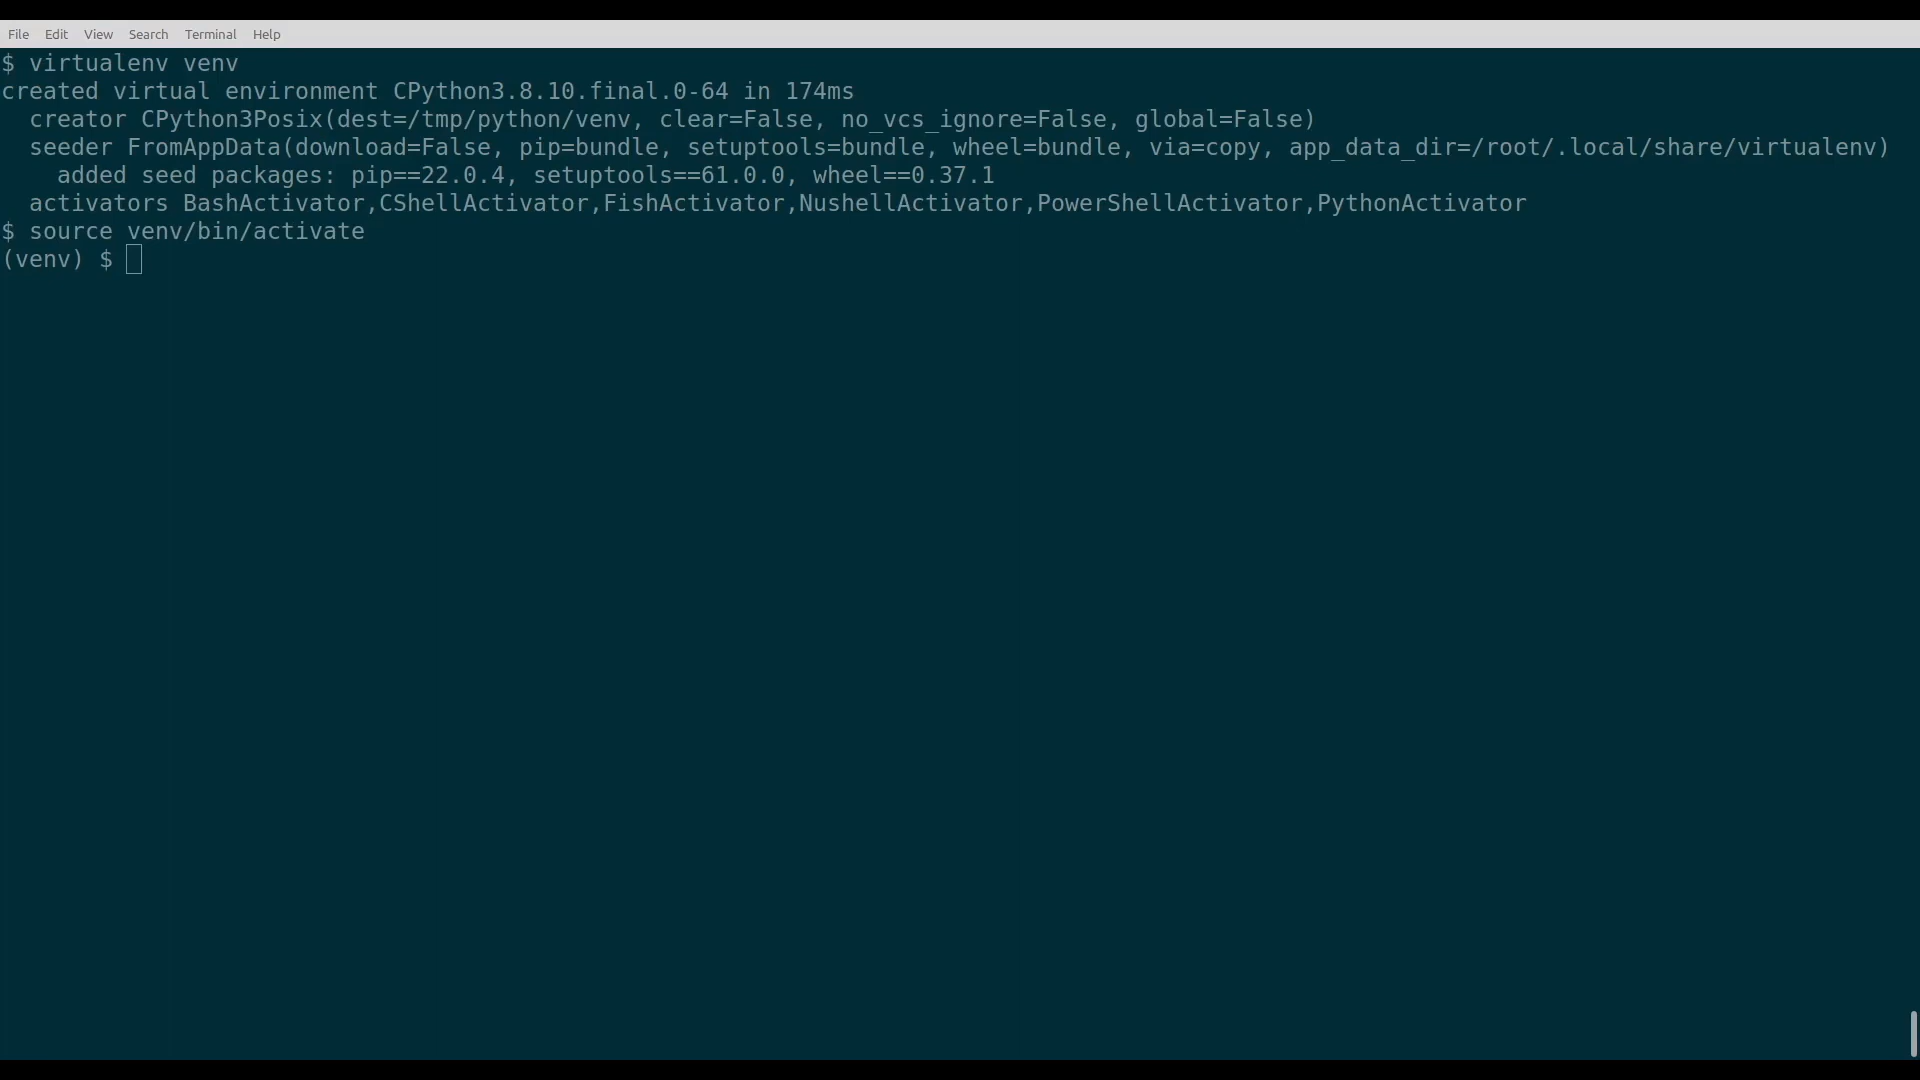 File Edit View Search Terminal Help
$ virtualenv venv
created virtual environment CPython3.8.10.final.0-64 in 174ms
  creator CPython3Posix(dest=/tmp/python/venv, clear=False, no_vcs_ignore=False, global=False)
  seeder FromAppData(download=False, pip=bundle, setuptools=bundle, wheel=bundle, via=copy, app_data_dir=/root/.local/share/virtualenv)
    added seed packages: pip==22.0.4, setuptools==61.0.0, wheel==0.37.1
  activators BashActivator,CShellActivator,FishActivator,NushellActivator,PowerShellActivator,PythonActivator
$ source venv/bin/activate
(venv) $